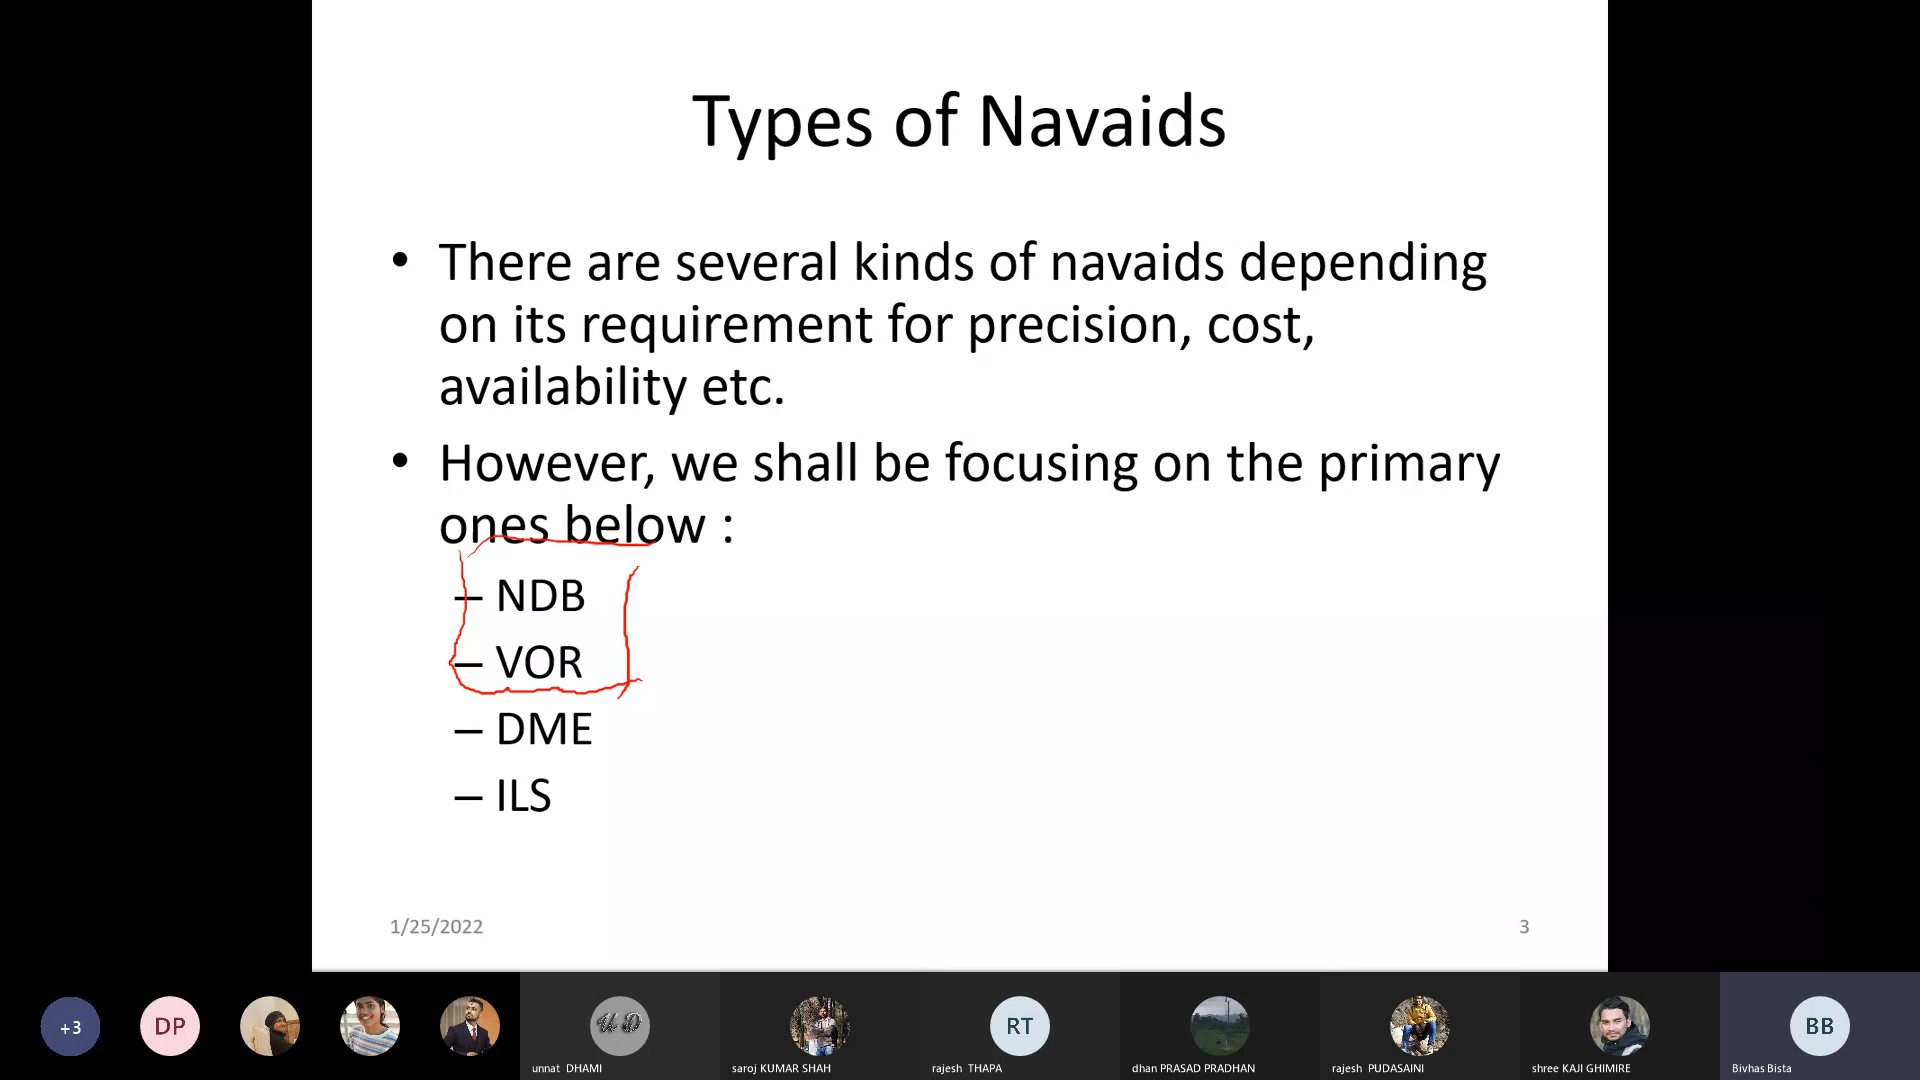 Types of Navaids
• There are several kinds of navaids depending
on its requirement for precision, cost,
availability etc.
• However, we shall be focusing on the primary
ones below :
– NDB
– VOR
– DME
– ILS
1/25/2022
3
+3
DP
U D
RT
BB
unnat DHAMI
saroj KUMAR SHAH
rajesh THAPA
dhan PRASAD PRADHAN
rajesh PUDASAINI
shree KAJI GHIMIRE
Bivhas Bista